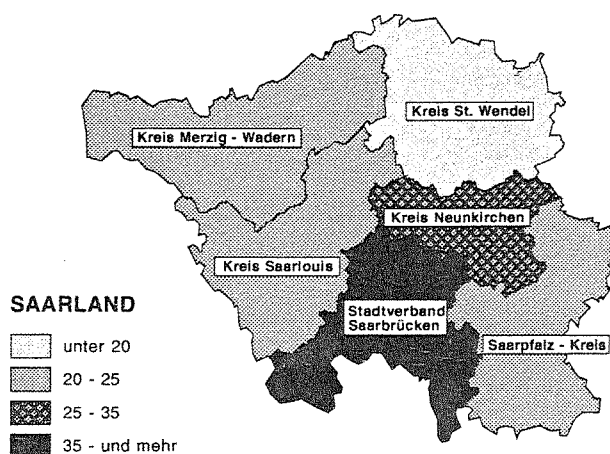 Kreis St. Wendel
Kreis Merzig - Wadern
Kreis Neunkirchen
Kreis Saarlouis
Stadtverband
Saarbrücken
Saarpfalz - Kreis
SAARLAND
unter 20
20 - 25
25 - 35
35 - und mehr